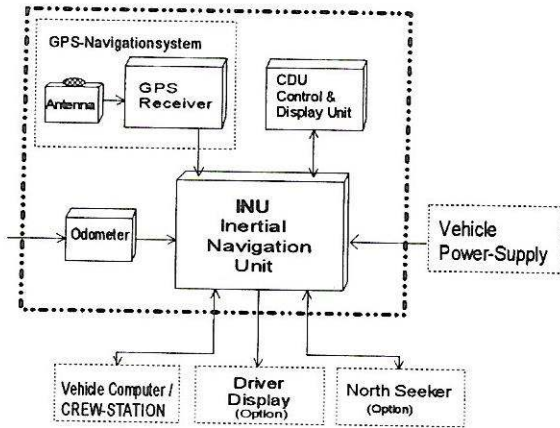 GPS-Navigationsystem
Antenna
GPS
Receiver
CDU
Control &
Display Unit
INU
Inertial
Navigation
Unit
Odometer
Vehicle
Power-Supply
Vehicle Computer /
CREW-STATION
Driver
Display
(Option)
North Seeker
(Option)